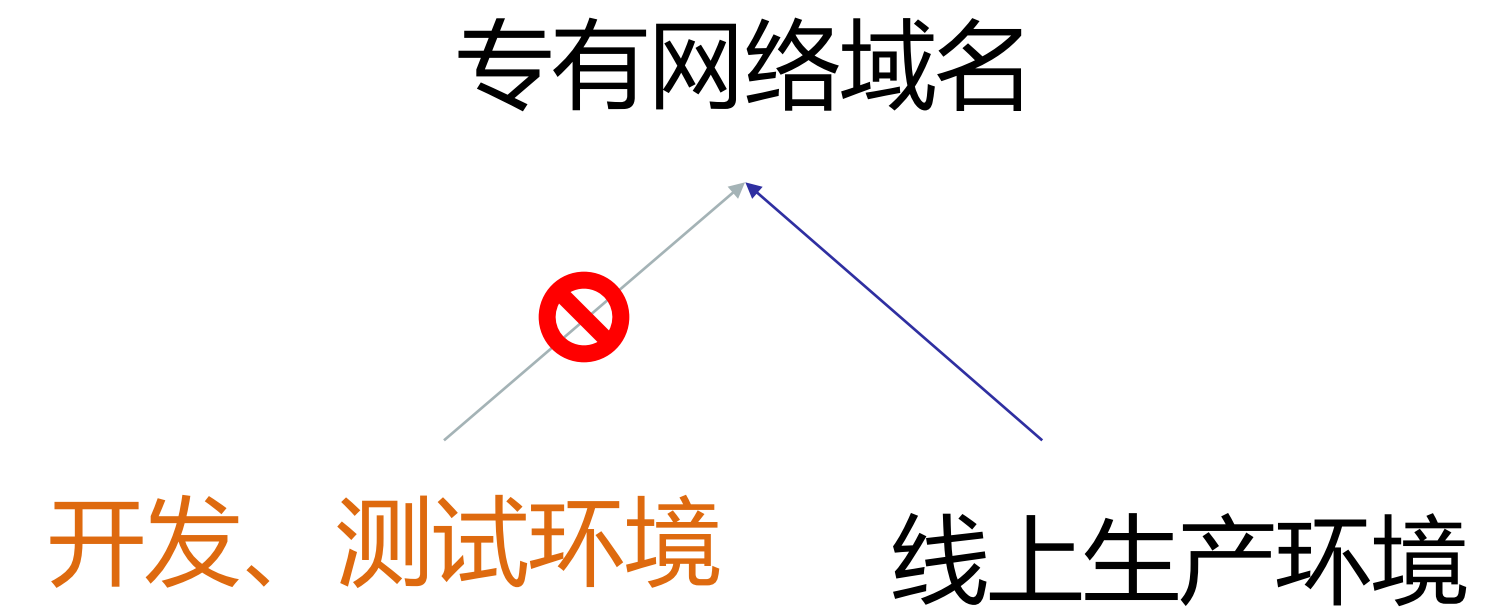 专有网络域名
开发、测试环境
线上生产环境